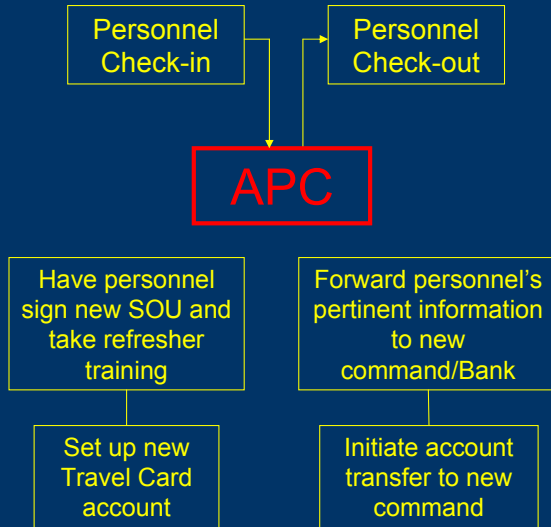 Personnel
Check-in
Personnel
Check-out
APC
Have personnel
sign new SOU and
take refresher
training
Forward personnel’s
pertinent information
to new
command/Bank
Set up new
Travel Card
account
Initiate account
transfer to new
command